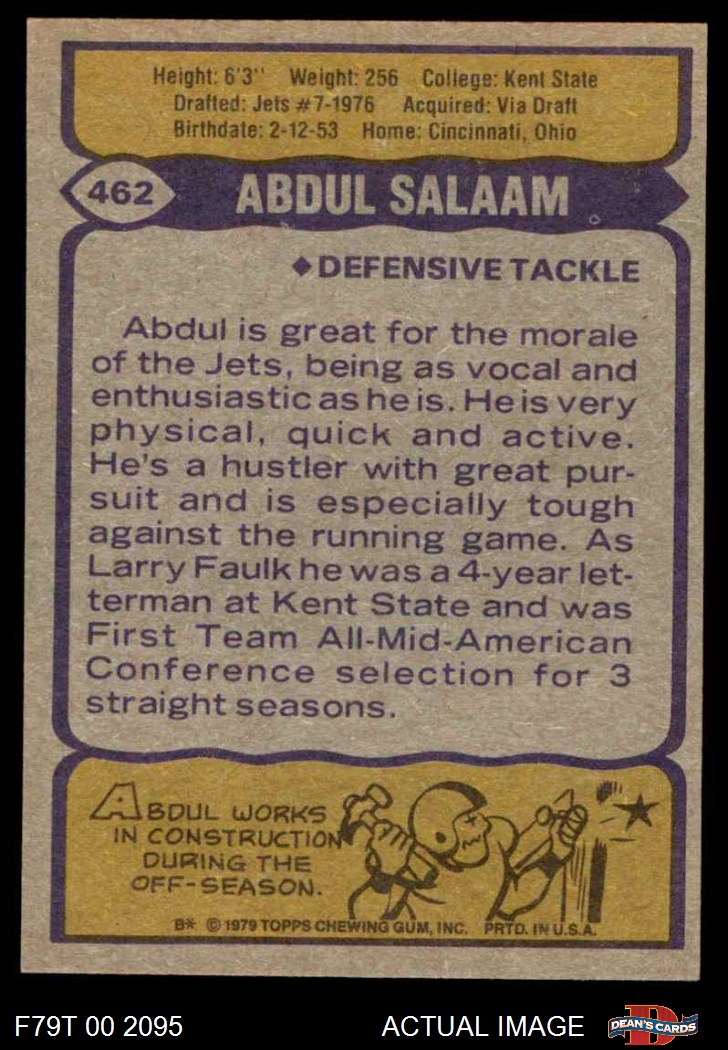 Height: 6'3'' Weight: 256 College: Kent State
Drafted: Jets #7-1976 Acquired: Via Draft
Birthdate: 2-12-53 Home: Cincinnati, Ohio
462 ABDUL SALAAM
◆DEFENSIVE TACKLE
Abdul is great for the morale
of the Jets, being as vocal and
enthusiastic as he is. He is very
physical, quick and active.
He's a hustler with great pur-
suit and is especially tough
against the running game. As
Larry Faulk he was a 4-year let-
terman at Kent State and was
First Team All-Mid-American
Conference selection for 3
straight seasons.
ABDUL WORKS
IN CONSTRUCTION
DURING THE
OFF-SEASON.
B* © 1979 TOPPS CHEWING GUM, INC. PRTD. IN U.S.A.
F79T 00 2095 ACTUAL IMAGE D DEAN'S CARDS